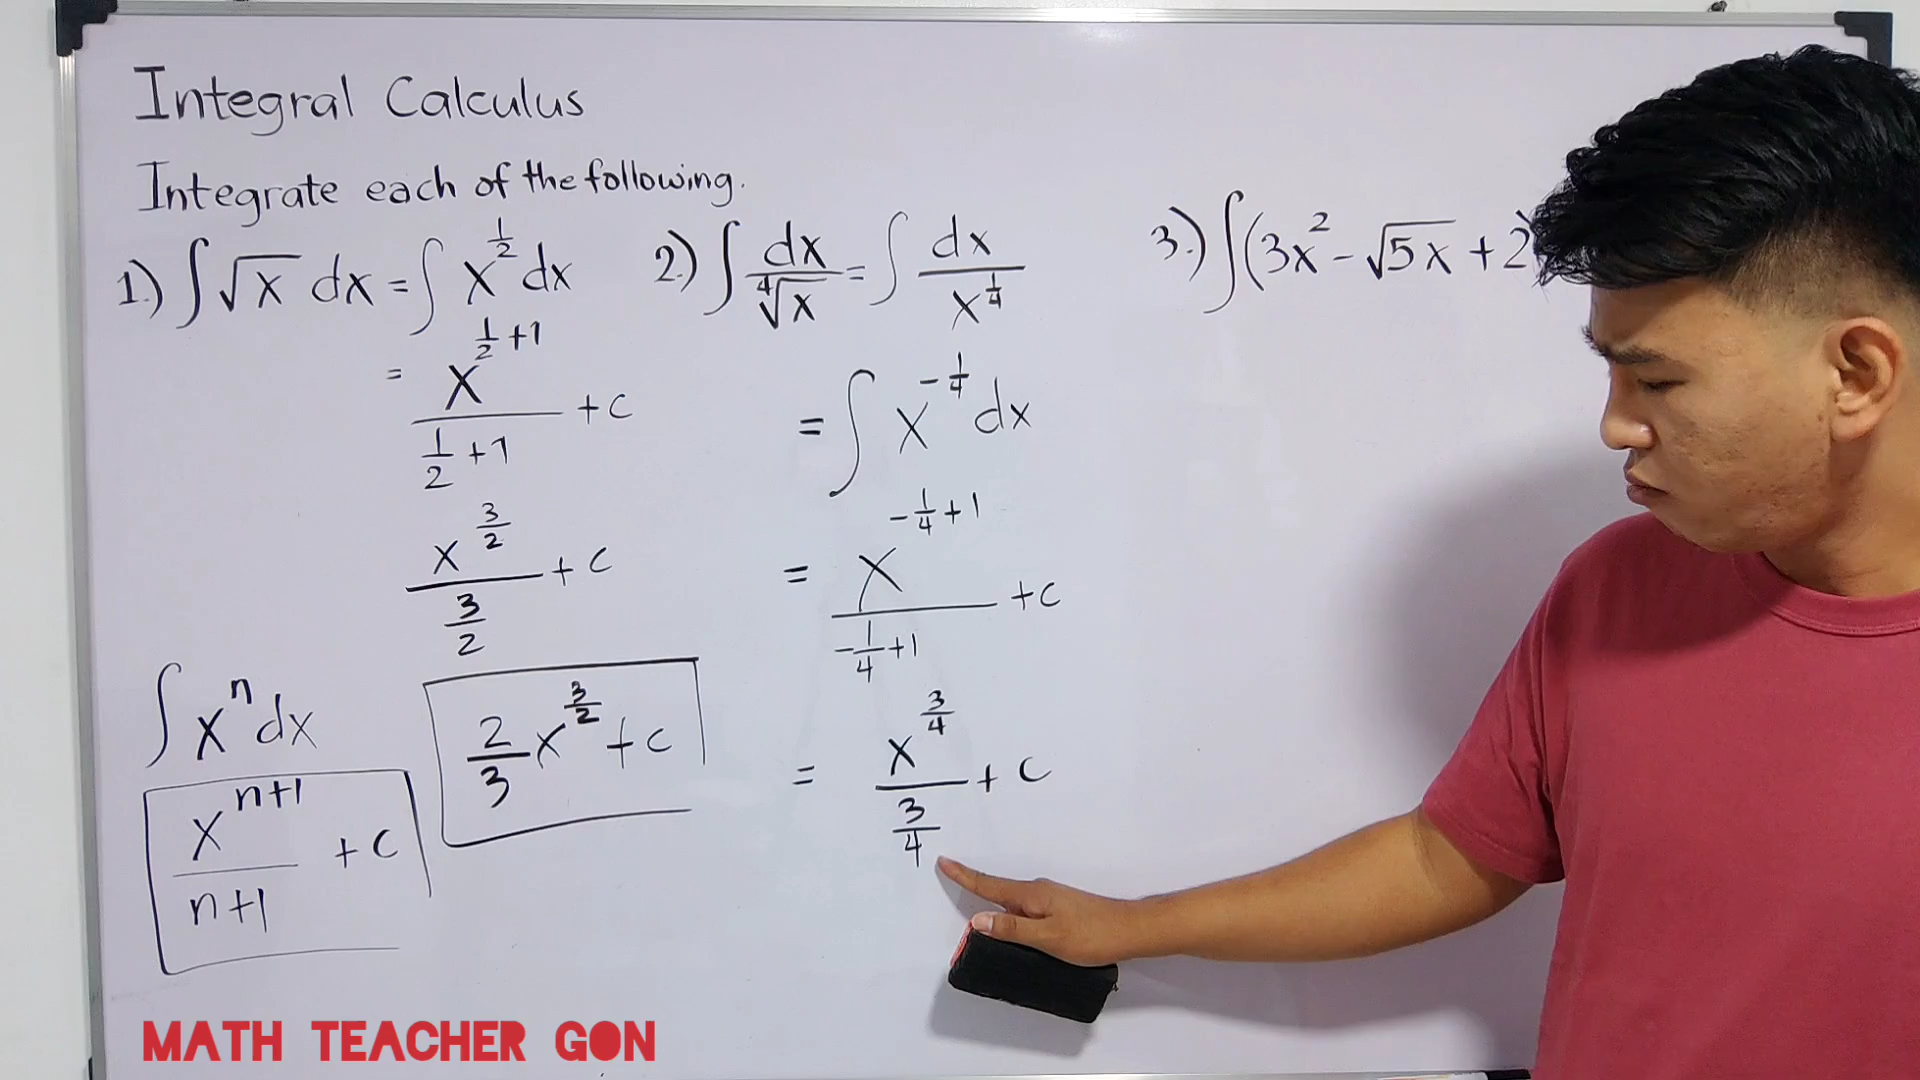 Integral Calculus
Integrate each of the following.
1.) ∫√x dx = ∫ x^(1/2) dx
= x^(1/2 + 1) / (1/2 + 1) + c
x^(3/2) / (3/2) + c
2/3 x^(3/2) + c
∫ x^n dx
x^(n+1) / (n+1) + c
2.) ∫ dx / ∜x = ∫ dx / x^(1/4)
= ∫ x^(-1/4) dx
= x^(-1/4 + 1) / (-1/4 + 1) + c
= x^(3/4) / (3/4) + c
3.) ∫(3x² - √5x + 2
MATH TEACHER GON